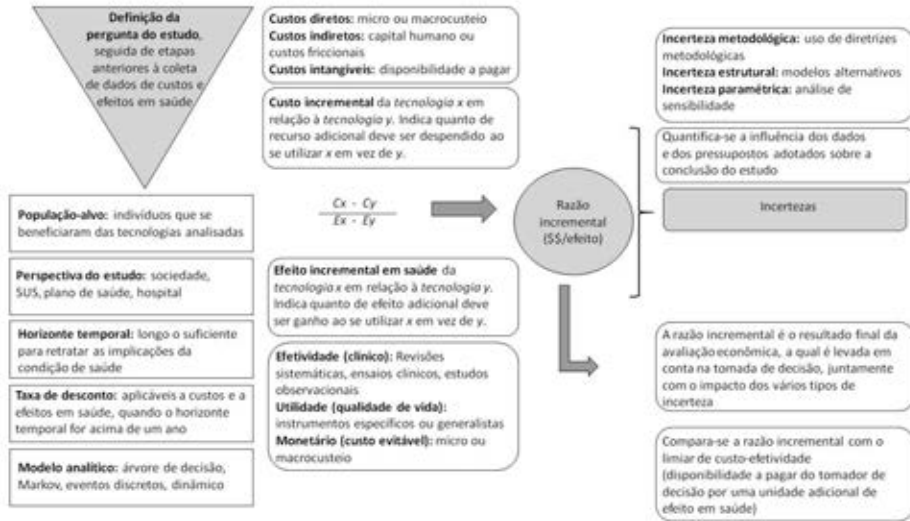 Definição da
pergunta do estudo,
seguida de etapas
anteriores à coleta
de dados de custos e
efeitos em saúde
População-alvo: indivíduos que se
beneficiaram das tecnologias analisadas
Perspectiva do estudo: sociedade,
SUS, plano de saúde, hospital
Horizonte temporal: longo o suficiente
para retratar as implicações da
condição de saúde
Taxa de desconto: aplicáveis a custos e a
efeitos em saúde, quando o horizonte
temporal for acima de um ano
Modelo analítico: árvore de decisão,
Markov, eventos discretos, dinâmico
Custos diretos: micro ou macrocusteio
Custos indiretos: capital humano ou
custos friccionais
Custos intangíveis: disponibilidade a pagar
Custo incremental da tecnologia x em
relação à tecnologia y. Indica quanto de
recurso adicional deve ser despendido ao
se utilizar x em vez de y.
Cx - Cy
Ex - Ey
Efeito incremental em saúde da
tecnologia x em relação à tecnologia y.
Indica quanto de efeito adicional deve
ser ganho ao se utilizar x em vez de y.
Efetividade (clínico): Revisões
sistemáticas, ensaios clínicos, estudos
observacionais
Utilidade (qualidade de vida):
instrumentos específicos ou generalistas
Monetário (custo evitável): micro ou
macrocusteio
Razão
incremental
($$/efeito)
Incerteza metodológica: uso de diretrizes
metodológicas
Incerteza estrutural: modelos alternativos
Incerteza paramétrica: análise de
sensibilidade
Quantifica-se a influência dos dados
e dos pressupostos adotados sobre a
conclusão do estudo
Incertezas
A razão incremental é o resultado final da
avaliação econômica, a qual é levada em
conta na tomada de decisão, juntamente
com o impacto dos vários tipos de
incerteza
Compara-se a razão incremental com o
limiar de custo-efetividade
(disponibilidade a pagar do tomador de
decisão por uma unidade adicional de
efeito em saúde)